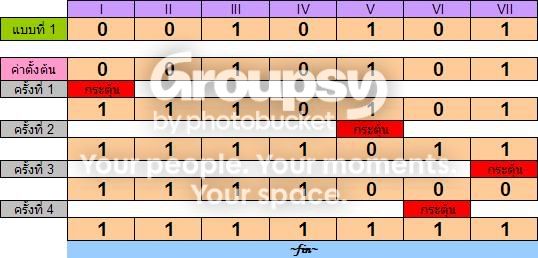 I II III IV V VI VII
แบบที่ 1 0 0 1 0 1 0 1
ค่าตั้งต้น 0 0 1 0 1 0 1
ครั้งที่ 1 กระตุ้น
1 1 1 0 1 0 1
ครั้งที่ 2 กระตุ้น
1 1 1 1 0 1 1
ครั้งที่ 3 กระตุ้น
1 1 1 1 0 0 0
ครั้งที่ 4 กระตุ้น
1 1 1 1 1 1 1
~fin~
Groupsy
by photobucket
Your people. Your moments.
Your space.